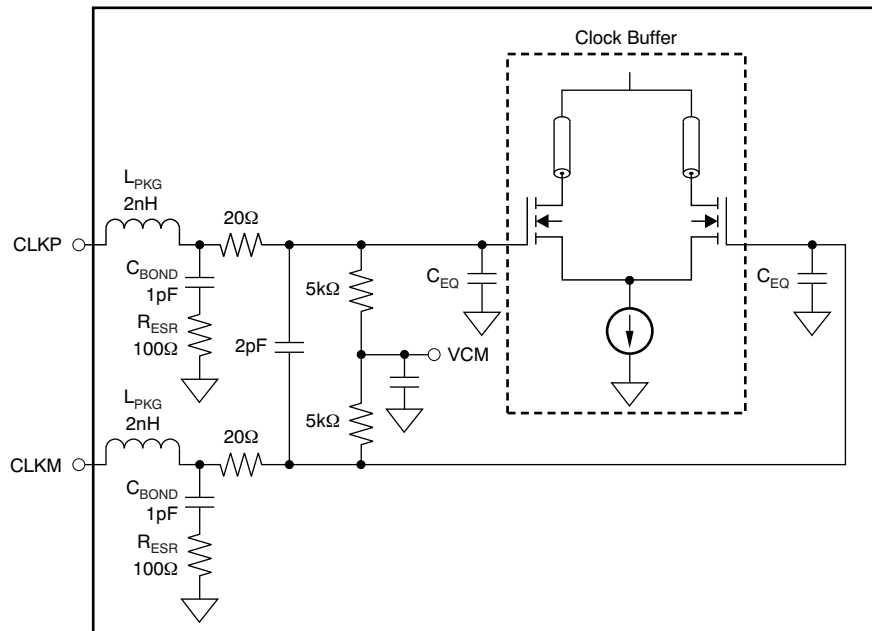 Clock Buffer
L_PKG
2nH
20Ω
CLKP
C_BOND
1pF
5kΩ
C_EQ
C_EQ
R_ESR
100Ω
2pF
VCM
L_PKG
2nH
5kΩ
20Ω
CLKM
C_BOND
1pF
R_ESR
100Ω